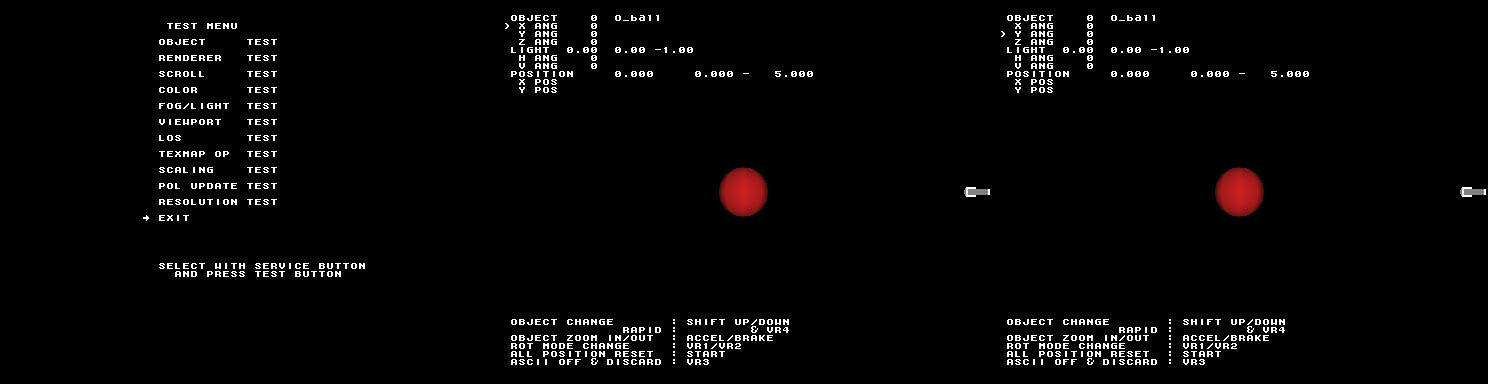 TEST MENU
OBJECT TEST
RENDERER TEST
SCROLL TEST
COLOR TEST
FOG/LIGHT TEST
VIEWPORT TEST
LOS TEST
TEXMAP OP TEST
SCALING TEST
POL UPDATE TEST
RESOLUTION TEST
→ EXIT
SELECT WITH SERVICE BUTTON
AND PRESS TEST BUTTON
OBJECT 0 O_ball
> X ANG 0
Y ANG 0
Z ANG 0
LIGHT 0.00 0.00 -1.00
H ANG 0
V ANG 0
POSITION 0.000 0.000 - 5.000
X POS
Y POS
OBJECT CHANGE : SHIFT UP/DOWN
RAPID : & VR4
OBJECT ZOOM IN/OUT : ACCEL/BRAKE
ROT MODE CHANGE : VR1/VR2
ALL POSITION RESET : START
ASCII OFF & DISCARD : VR3
OBJECT 0 O_ball
X ANG 0
> Y ANG 0
Z ANG 0
LIGHT 0.00 0.00 -1.00
H ANG 0
V ANG 0
POSITION 0.000 0.000 - 5.000
X POS
Y POS
OBJECT CHANGE : SHIFT UP/DOWN
RAPID : & VR4
OBJECT ZOOM IN/OUT : ACCEL/BRAKE
ROT MODE CHANGE : VR1/VR2
ALL POSITION RESET : START
ASCII OFF & DISCARD : VR3